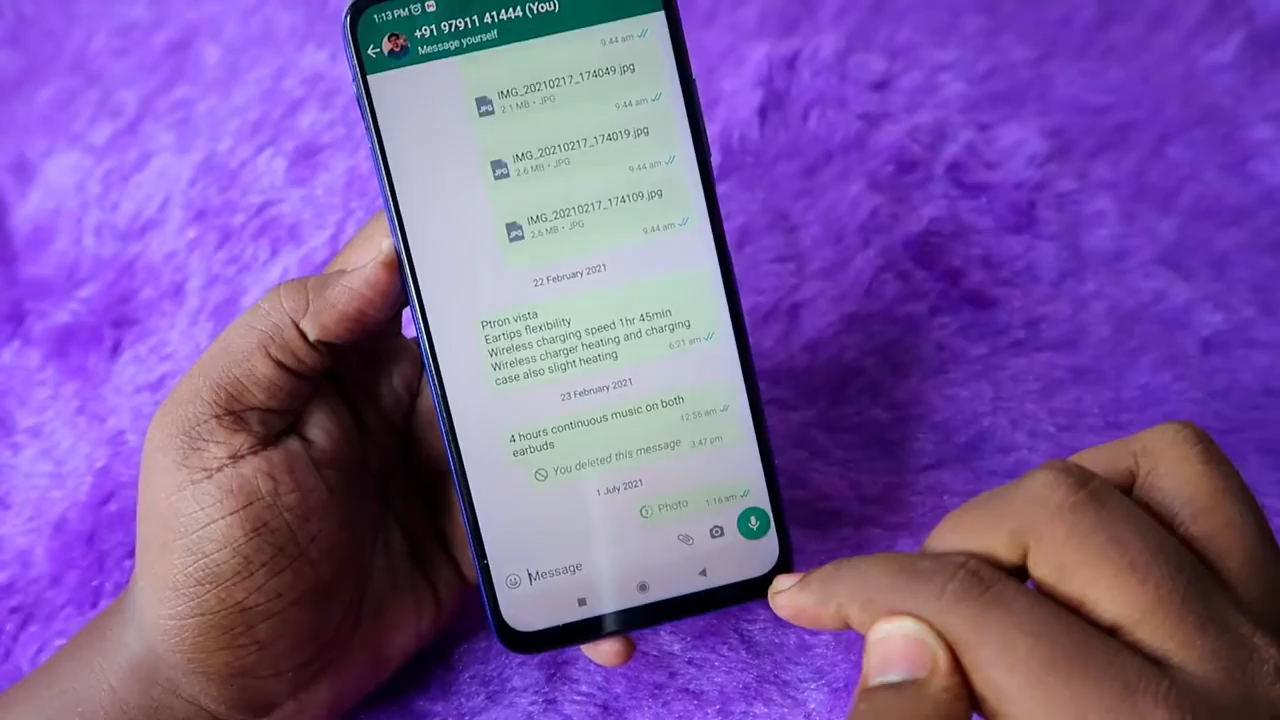 1:13 PM
+91 97911 41444 (You)
Message yourself
9:44 am
IMG_20210217_174049.jpg
JPG
2.1 MB • JPG
9:44 am
IMG_20210217_174019.jpg
JPG
2.6 MB • JPG
9:44 am
IMG_20210217_174109.jpg
JPG
2.6 MB • JPG
9:44 am
22 February 2021
Ptron vista
Eartips flexibility
Wireless charging speed 1hr 45min
Wireless charger heating and charging
case also slight heating
6:21 am
23 February 2021
4 hours continuous music on both
earbuds
12:56 am
You deleted this message 3:47 pm
1 July 2021
Photo 1:16 am
Message